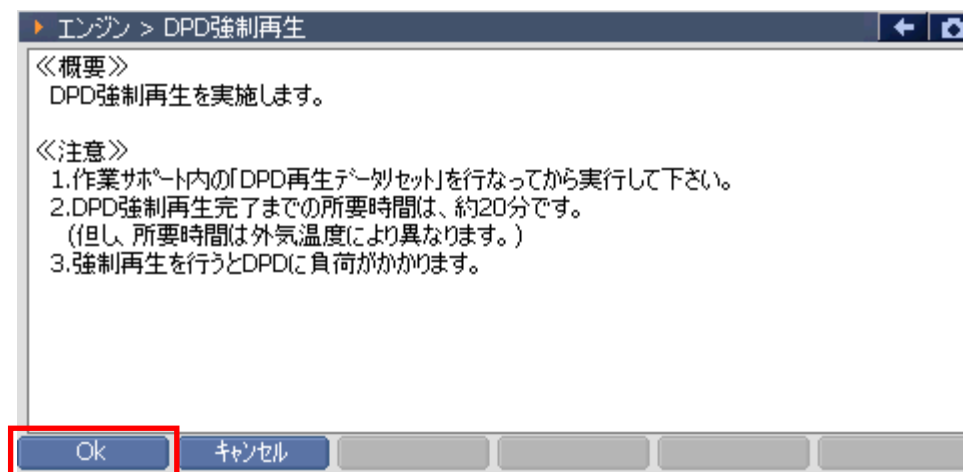 エンジン > DPD強制再生
≪概要≫
DPD強制再生を実施します。
≪注意≫
1.作業ｻﾎﾟｰﾄ内の｢DPD再生ﾃﾞｰﾀﾘｾｯﾄ｣を行なってから実行して下さい。
2.DPD強制再生完了までの所要時間は、約20分です。
(但し、所要時間は外気温度により異なります。)
3.強制再生を行うとDPDに負荷がかかります。
Ok
ｷｬﾝｾﾙ